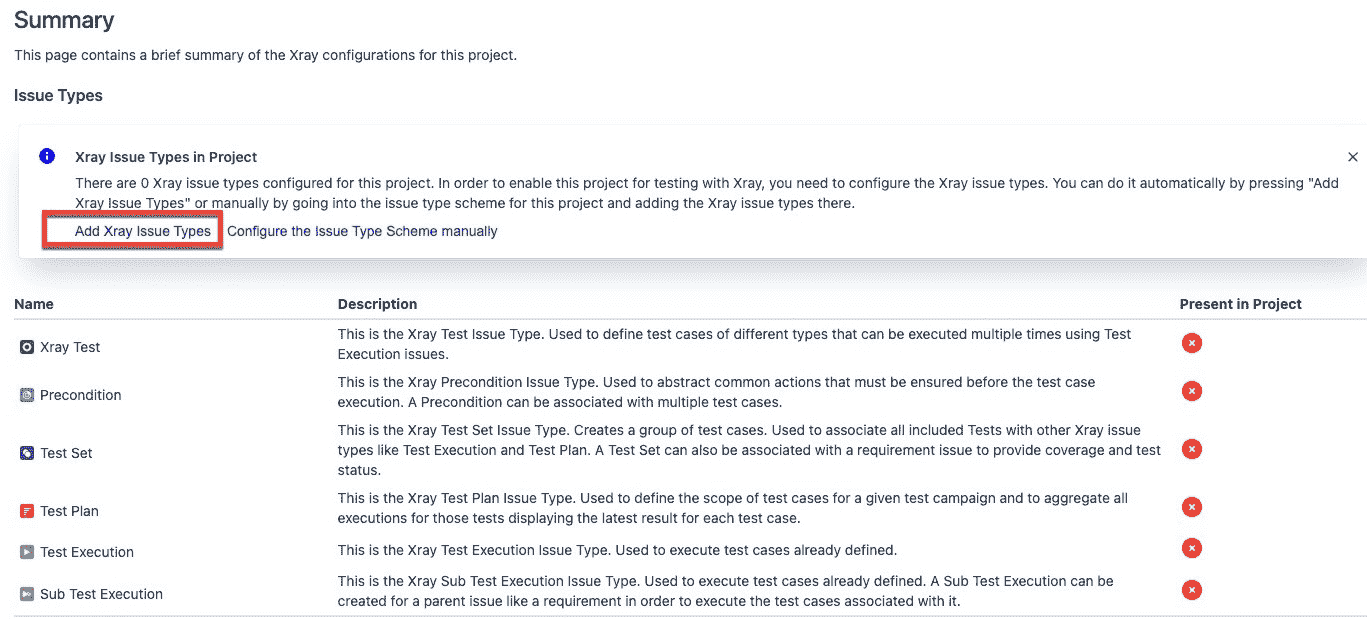 Summary
This page contains a brief summary of the Xray configurations for this project.
Issue Types
Xray Issue Types in Project
There are 0 Xray issue types configured for this project. In order to enable this project for testing with Xray, you need to configure the Xray issue types. You can do it automatically by pressing "Add
Xray Issue Types" or manually by going into the issue type scheme for this project and adding the Xray issue types there.
Add Xray Issue Types Configure the Issue Type Scheme manually
Name Description Present in Project
Xray Test
This is the Xray Test Issue Type. Used to define test cases of different types that can be executed multiple times using Test
Execution issues.
Precondition
This is the Xray Precondition Issue Type. Used to abstract common actions that must be ensured before the test case
execution. A Precondition can be associated with multiple test cases.
Test Set
This is the Xray Test Set Issue Type. Creates a group of test cases. Used to associate all included Tests with other Xray issue
types like Test Execution and Test Plan. A Test Set can also be associated with a requirement issue to provide coverage and test
status.
Test Plan
This is the Xray Test Plan Issue Type. Used to define the scope of test cases for a given test campaign and to aggregate all
executions for those tests displaying the latest result for each test case.
Test Execution
This is the Xray Test Execution Issue Type. Used to execute test cases already defined.
Sub Test Execution
This is the Xray Sub Test Execution Issue Type. Used to execute test cases already defined. A Sub Test Execution can be
created for a parent issue like a requirement in order to execute the test cases associated with it.